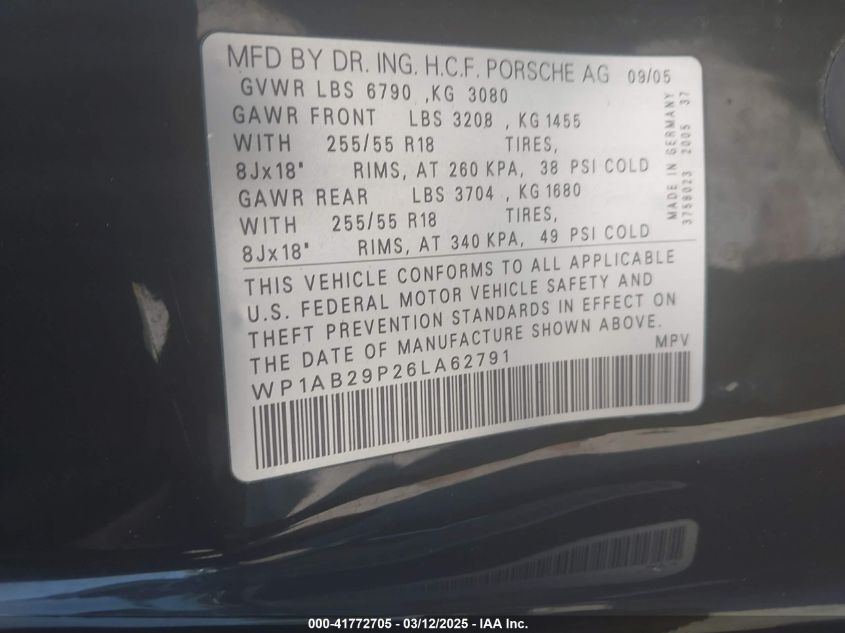 MFD BY DR. ING. H.C.F. PORSCHE AG 09/05
GVWR LBS 6790 ,KG 3080
GAWR FRONT LBS 3208 , KG 1455
WITH 255/55 R18 TIRES,
8Jx18" RIMS, AT 260 KPA, 38 PSI COLD
GAWR REAR LBS 3704 , KG 1680
WITH 255/55 R18 TIRES,
8Jx18" RIMS, AT 340 KPA, 49 PSI COLD
MADE IN GERMANY
3758023 2005 37
THIS VEHICLE CONFORMS TO ALL APPLICABLE
U.S. FEDERAL MOTOR VEHICLE SAFETY AND
THEFT PREVENTION STANDARDS IN EFFECT ON
THE DATE OF MANUFACTURE SHOWN ABOVE.
MPV
WP1AB29P26LA62791
000-41772705 - 03/12/2025 - IAA Inc.